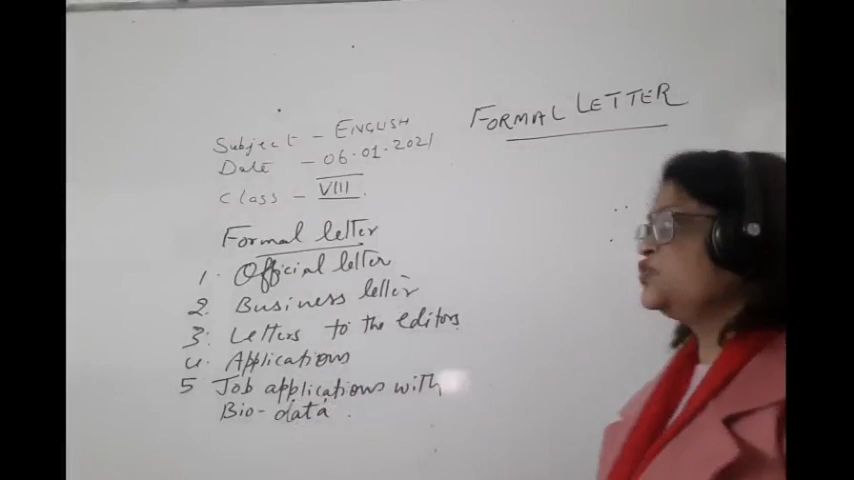 FORMAL LETTER
Subject - ENGLISH
Date - 06.01.2021
Class - VIII.
Formal letter
1. Official letter
2. Business letter
3. Letters to the editors
4. Applications
5 Job applications with
Bio-data.